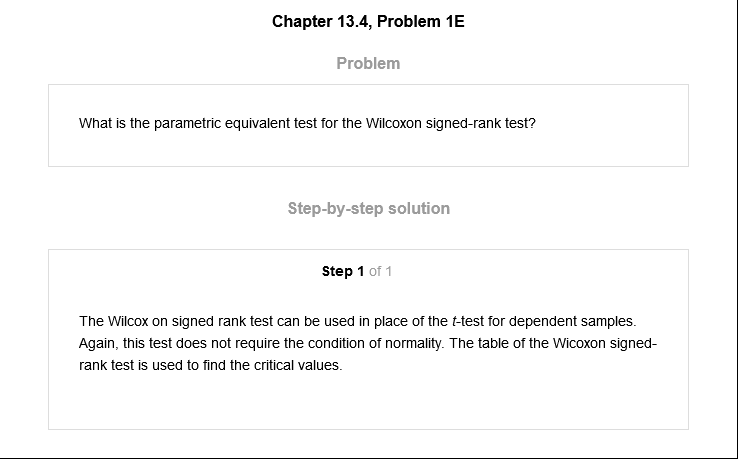 Chapter 13.4, Problem 1E
Problem
What is the parametric equivalent test for the Wilcoxon signed-rank test?
Step-by-step solution
Step 1 of 1
The Wilcox on signed rank test can be used in place of the t-test for dependent samples.
Again, this test does not require the condition of normality. The table of the Wicoxon signed-
rank test is used to find the critical values.